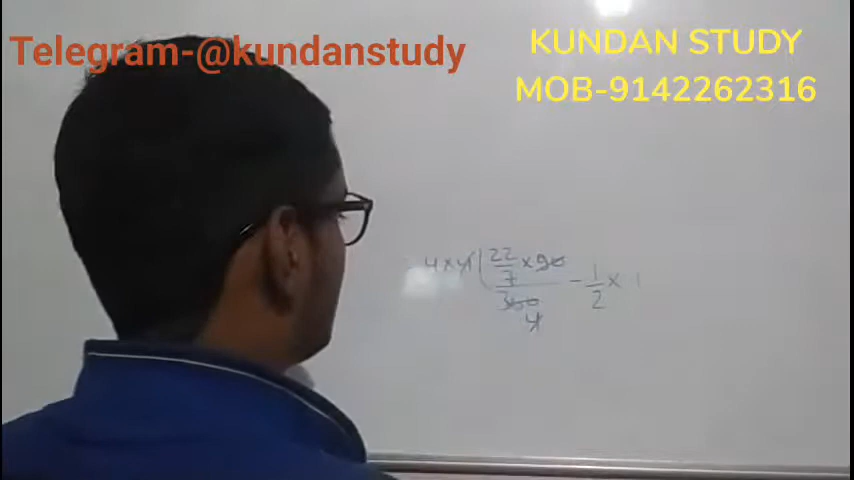 Telegram-@kundanstudy
KUNDAN STUDY
MOB-9142262316
4×4( 22/7 × 90 / 360 4 - 1/2 × 1